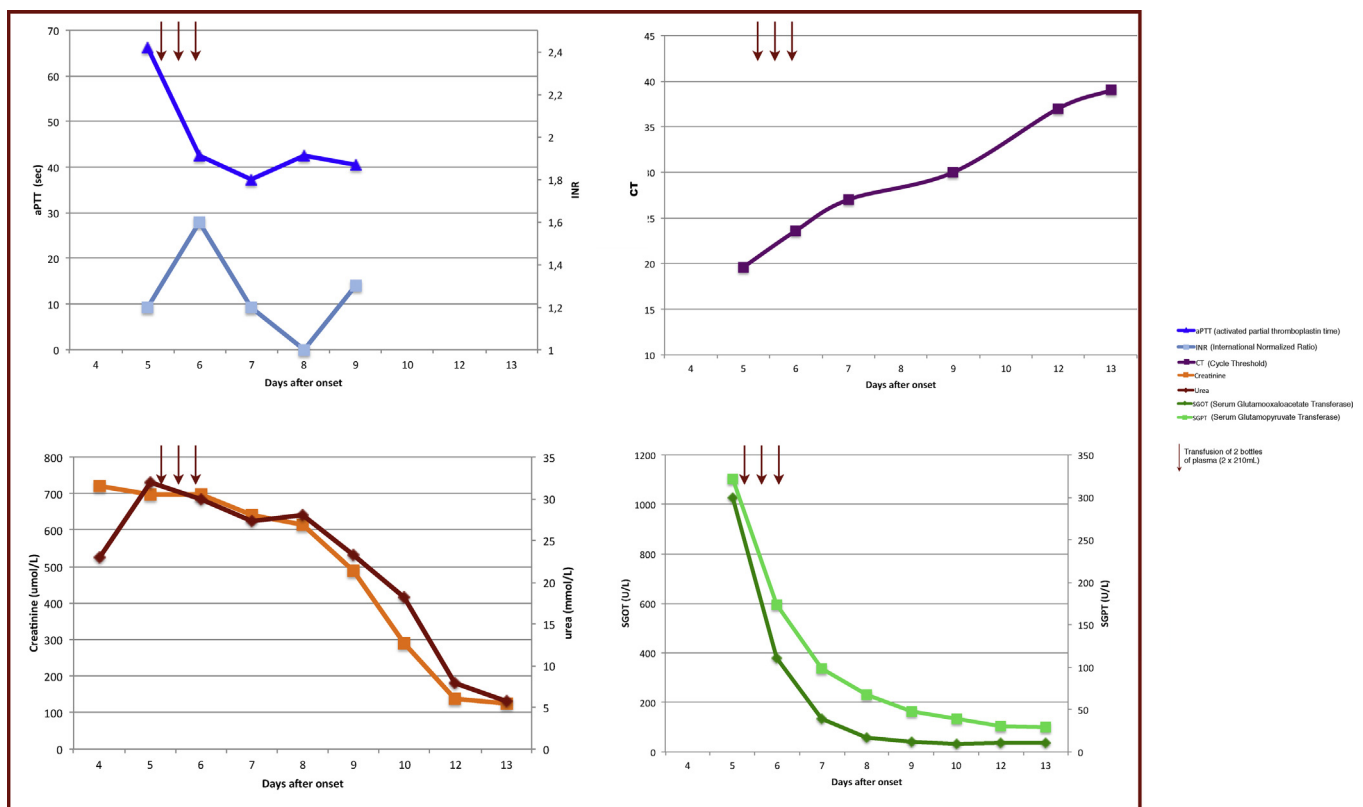 70
60
50
40
30
20
10
0
aPTT (sec)
2,4
2,2
2
1,8
1,6
1,4
1,2
1
INR
4 5 6 7 8 9 10 12 13
Days after onset
45
40
35
30
25
20
15
10
CT
4 5 6 7 8 9 10 12 13
Days after onset
800
700
600
500
400
300
200
100
0
Creatinine (umol/L)
35
30
25
20
15
10
5
0
urea (mmol/L)
4 5 6 7 8 9 10 12 13
Days after onset
1200
1000
800
600
400
200
0
SGOT (U/L)
350
300
250
200
150
100
50
0
SGPT (U/L)
4 5 6 7 8 9 10 12 13
Days after onset
aPTT (activated partial thromboplastin time)
INR (International Normalized Ratio)
CT (Cycle Threshold)
Creatinine
Urea
SGOT (Serum Glutamooxaloacetate Transferase)
SGPT (Serum Glutamopyruvate Transferase)
Transfusion of 2 bottles
of plasma (2 x 210mL)